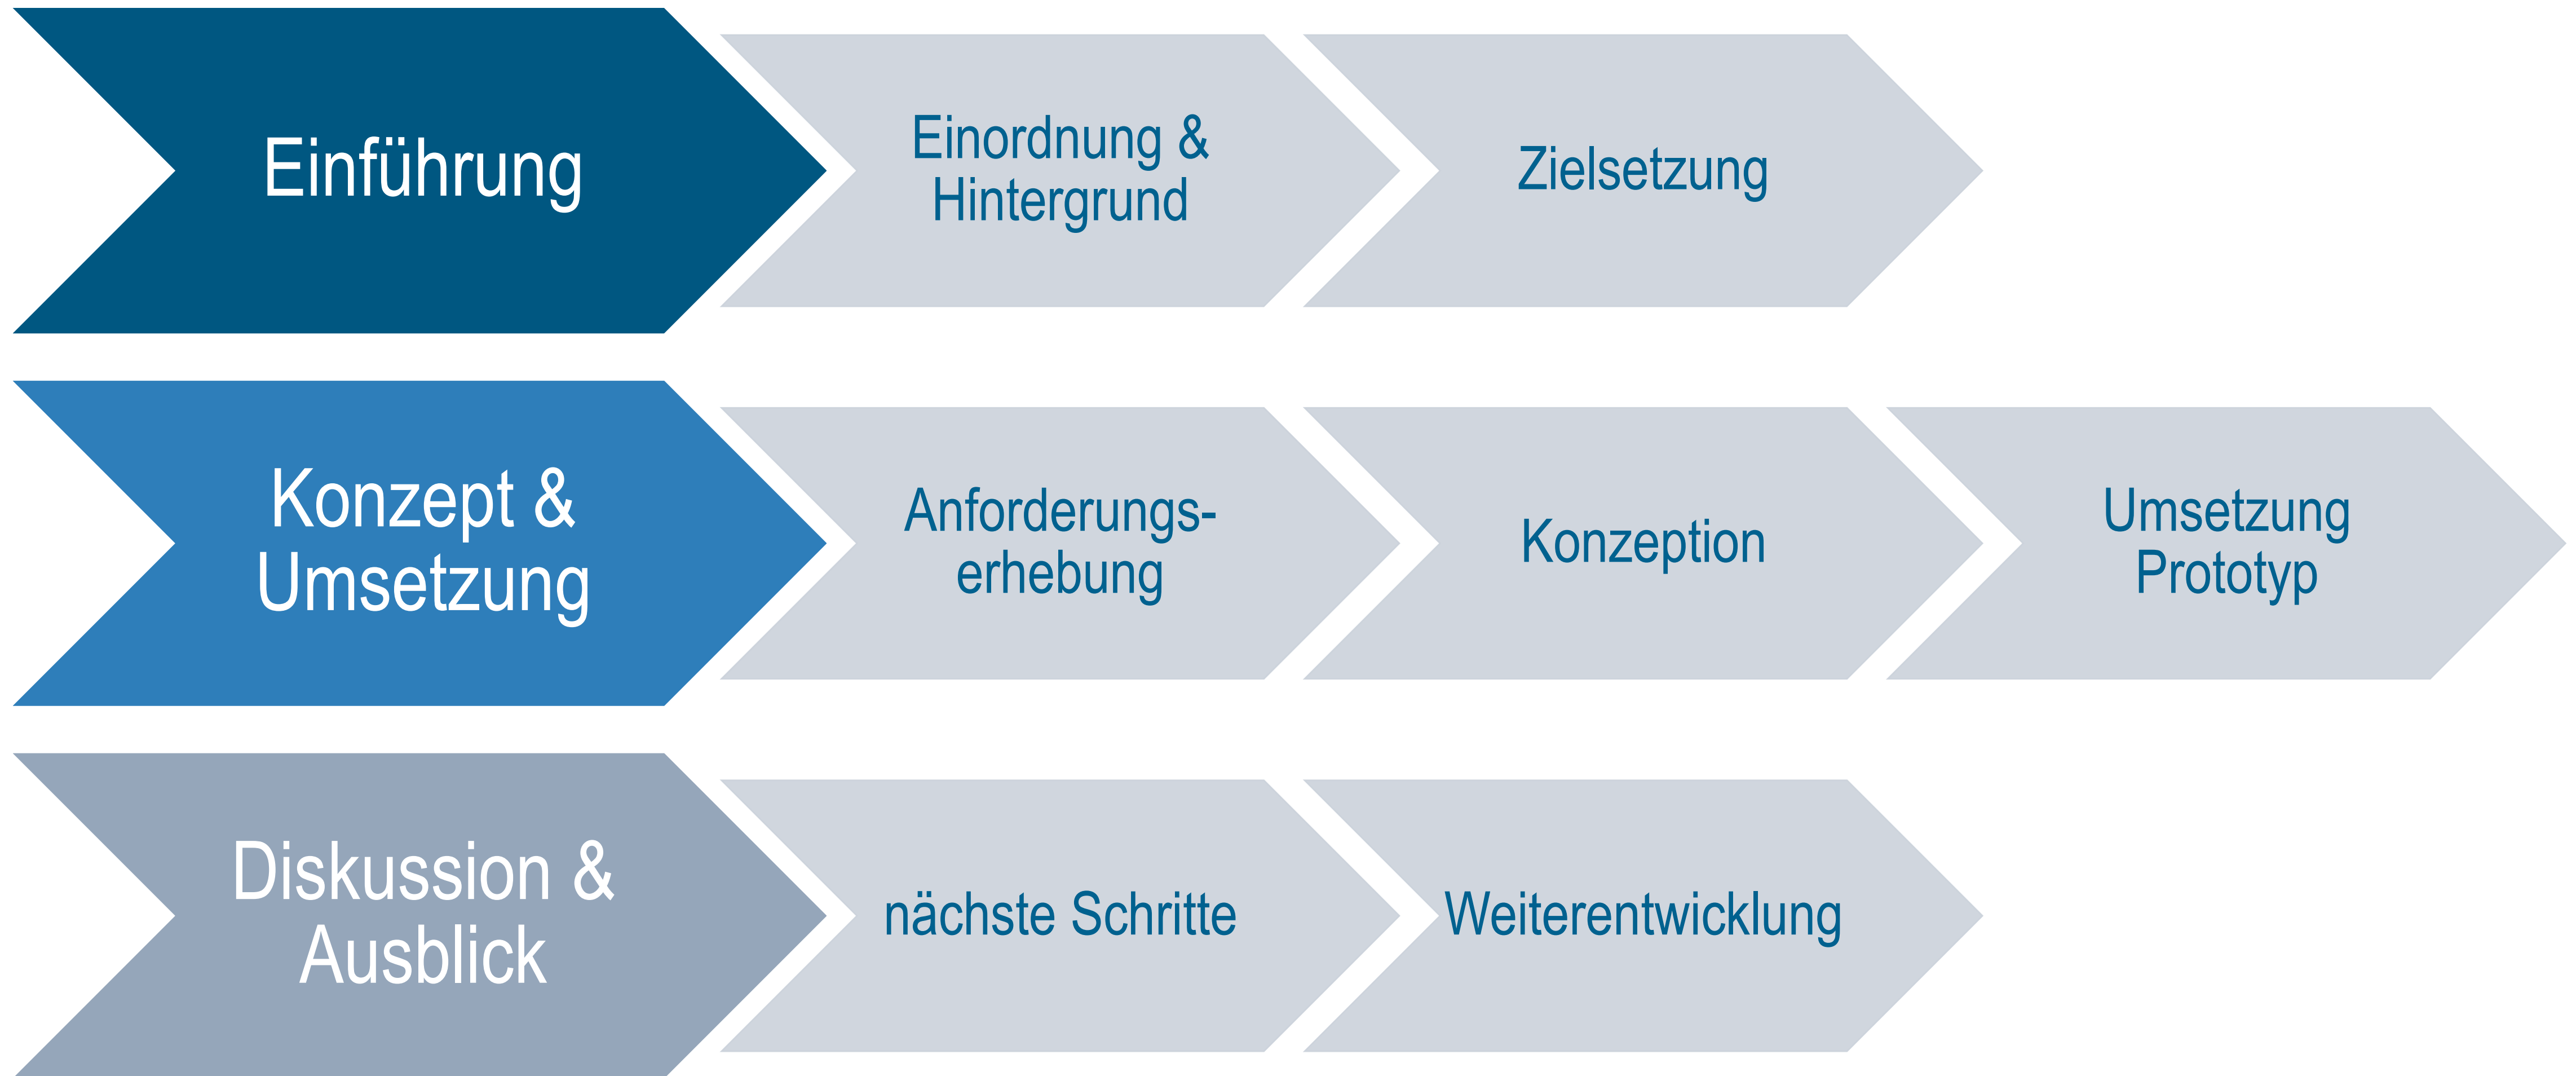 Einführung
Einordnung &
Hintergrund
Zielsetzung
Konzept &
Umsetzung
Anforderungs-
erhebung
Konzeption
Umsetzung
Prototyp
Diskussion &
Ausblick
nächste Schritte
Weiterentwicklung